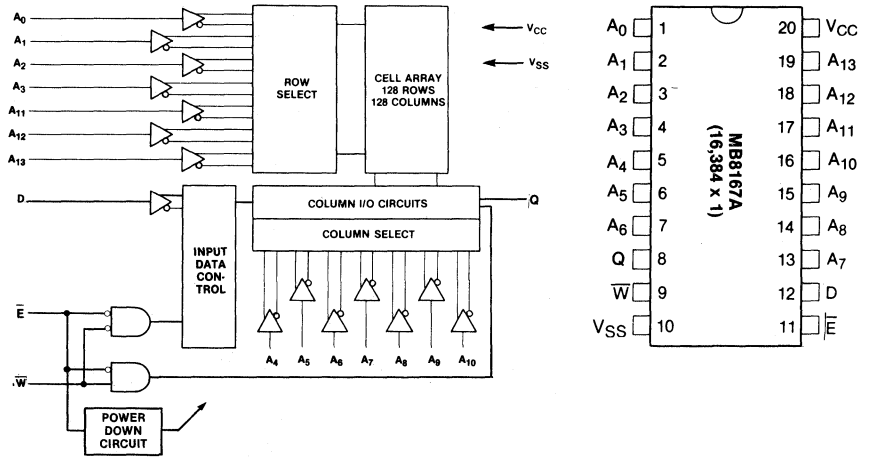 A0
A1
A2
A3
A11
A12
A13
ROW
SELECT
CELL ARRAY
128 ROWS
128 COLUMNS
VCC
VSS
D
INPUT
DATA
CON-
TROL
COLUMN I/O CIRCUITS
COLUMN SELECT
Q
E
W
A4
A5
A6
A7
A8
A9
A10
POWER
DOWN
CIRCUIT
A0 1 20 VCC
A1 2 19 A13
A2 3 18 A12
A3 4 17 A11
A4 5 16 A10
A5 6 15 A9
A6 7 14 A8
Q 8 13 A7
W 9 12 D
VSS 10 11 E
MB8167A
(16,384 x 1)